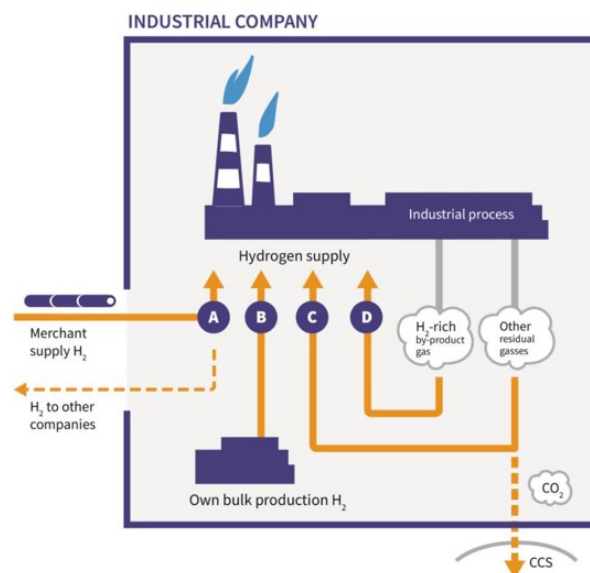 INDUSTRIAL COMPANY
Industrial process
Hydrogen supply
A
B
C
D
H₂-rich
by-product
gas
Other
residual
gasses
Merchant
supply H₂
H₂ to other
companies
Own bulk production H₂
CO₂
CCS